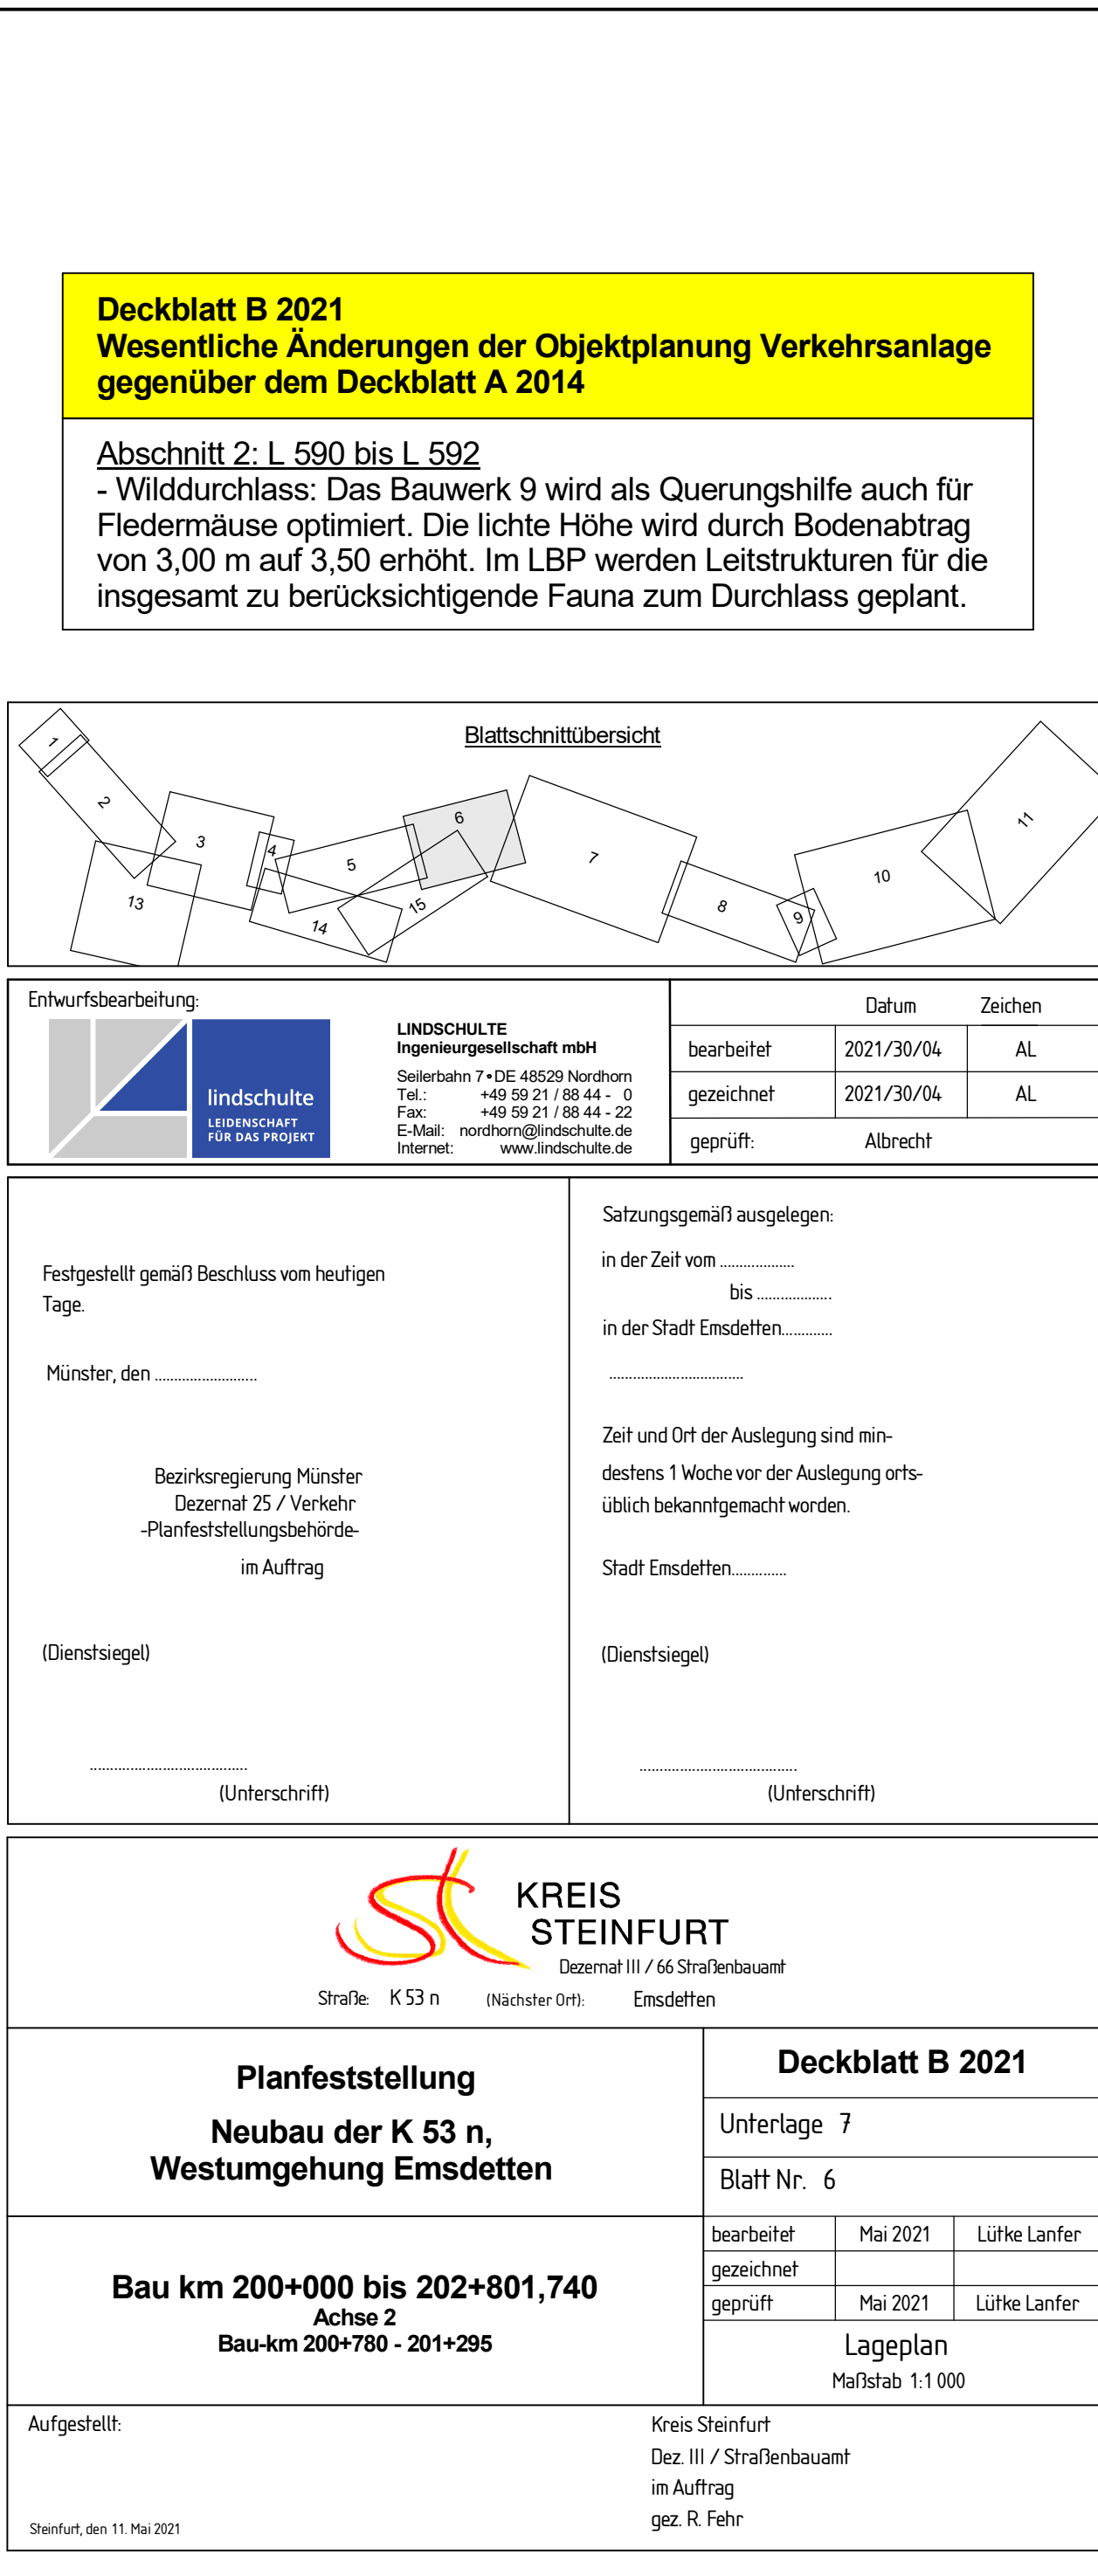 Deckblatt B 2021
Wesentliche Änderungen der Objektplanung Verkehrsanlage
gegenüber dem Deckblatt A 2014
Abschnitt 2: L 590 bis L 592
- Wilddurchlass: Das Bauwerk 9 wird als Querungshilfe auch für
Fledermäuse optimiert. Die lichte Höhe wird durch Bodenabtrag
von 3,00 m auf 3,50 erhöht. Im LBP werden Leitstrukturen für die
insgesamt zu berücksichtigende Fauna zum Durchlass geplant.
Blattschnittübersicht
1
2
3
4
5
6
7
8
9
10
11
13
14
15
Entwurfsbearbeitung:
lindschulte
LEIDENSCHAFT
FÜR DAS PROJEKT
LINDSCHULTE
Ingenieurgesellschaft mbH
Seilerbahn 7•DE 48529 Nordhorn
Tel.: +49 59 21 / 88 44 - 0
Fax: +49 59 21 / 88 44 - 22
E-Mail: nordhorn@lindschulte.de
Internet: www.lindschulte.de
Datum Zeichen
bearbeitet 2021/30/04 AL
gezeichnet 2021/30/04 AL
geprüft: Albrecht
Festgestellt gemäß Beschluss vom heutigen
Tage.
Münster, den ..........................
Bezirksregierung Münster
Dezernat 25 / Verkehr
-Planfeststellungsbehörde-
im Auftrag
(Dienstsiegel)
.......................................
(Unterschrift)
Satzungsgemäß ausgelegen:
in der Zeit vom ...................
bis ...................
in der Stadt Emsdetten.............
..................................
Zeit und Ort der Auslegung sind min-
destens 1 Woche vor der Auslegung orts-
üblich bekanntgemacht worden.
Stadt Emsdetten..............
(Dienstsiegel)
.......................................
(Unterschrift)
KREIS
STEINFURT
Dezernat III / 66 Straßenbauamt
Straße: K 53 n (Nächster Ort): Emsdetten
Planfeststellung
Neubau der K 53 n,
Westumgehung Emsdetten
Deckblatt B 2021
Unterlage 7
Blatt Nr. 6
Bau km 200+000 bis 202+801,740
Achse 2
Bau-km 200+780 - 201+295
bearbeitet Mai 2021 Lütke Lanfer
gezeichnet
geprüft Mai 2021 Lütke Lanfer
Lageplan
Maßstab 1:1 000
Aufgestellt:
Steinfurt, den 11. Mai 2021
Kreis Steinfurt
Dez. III / Straßenbauamt
im Auftrag
gez. R. Fehr